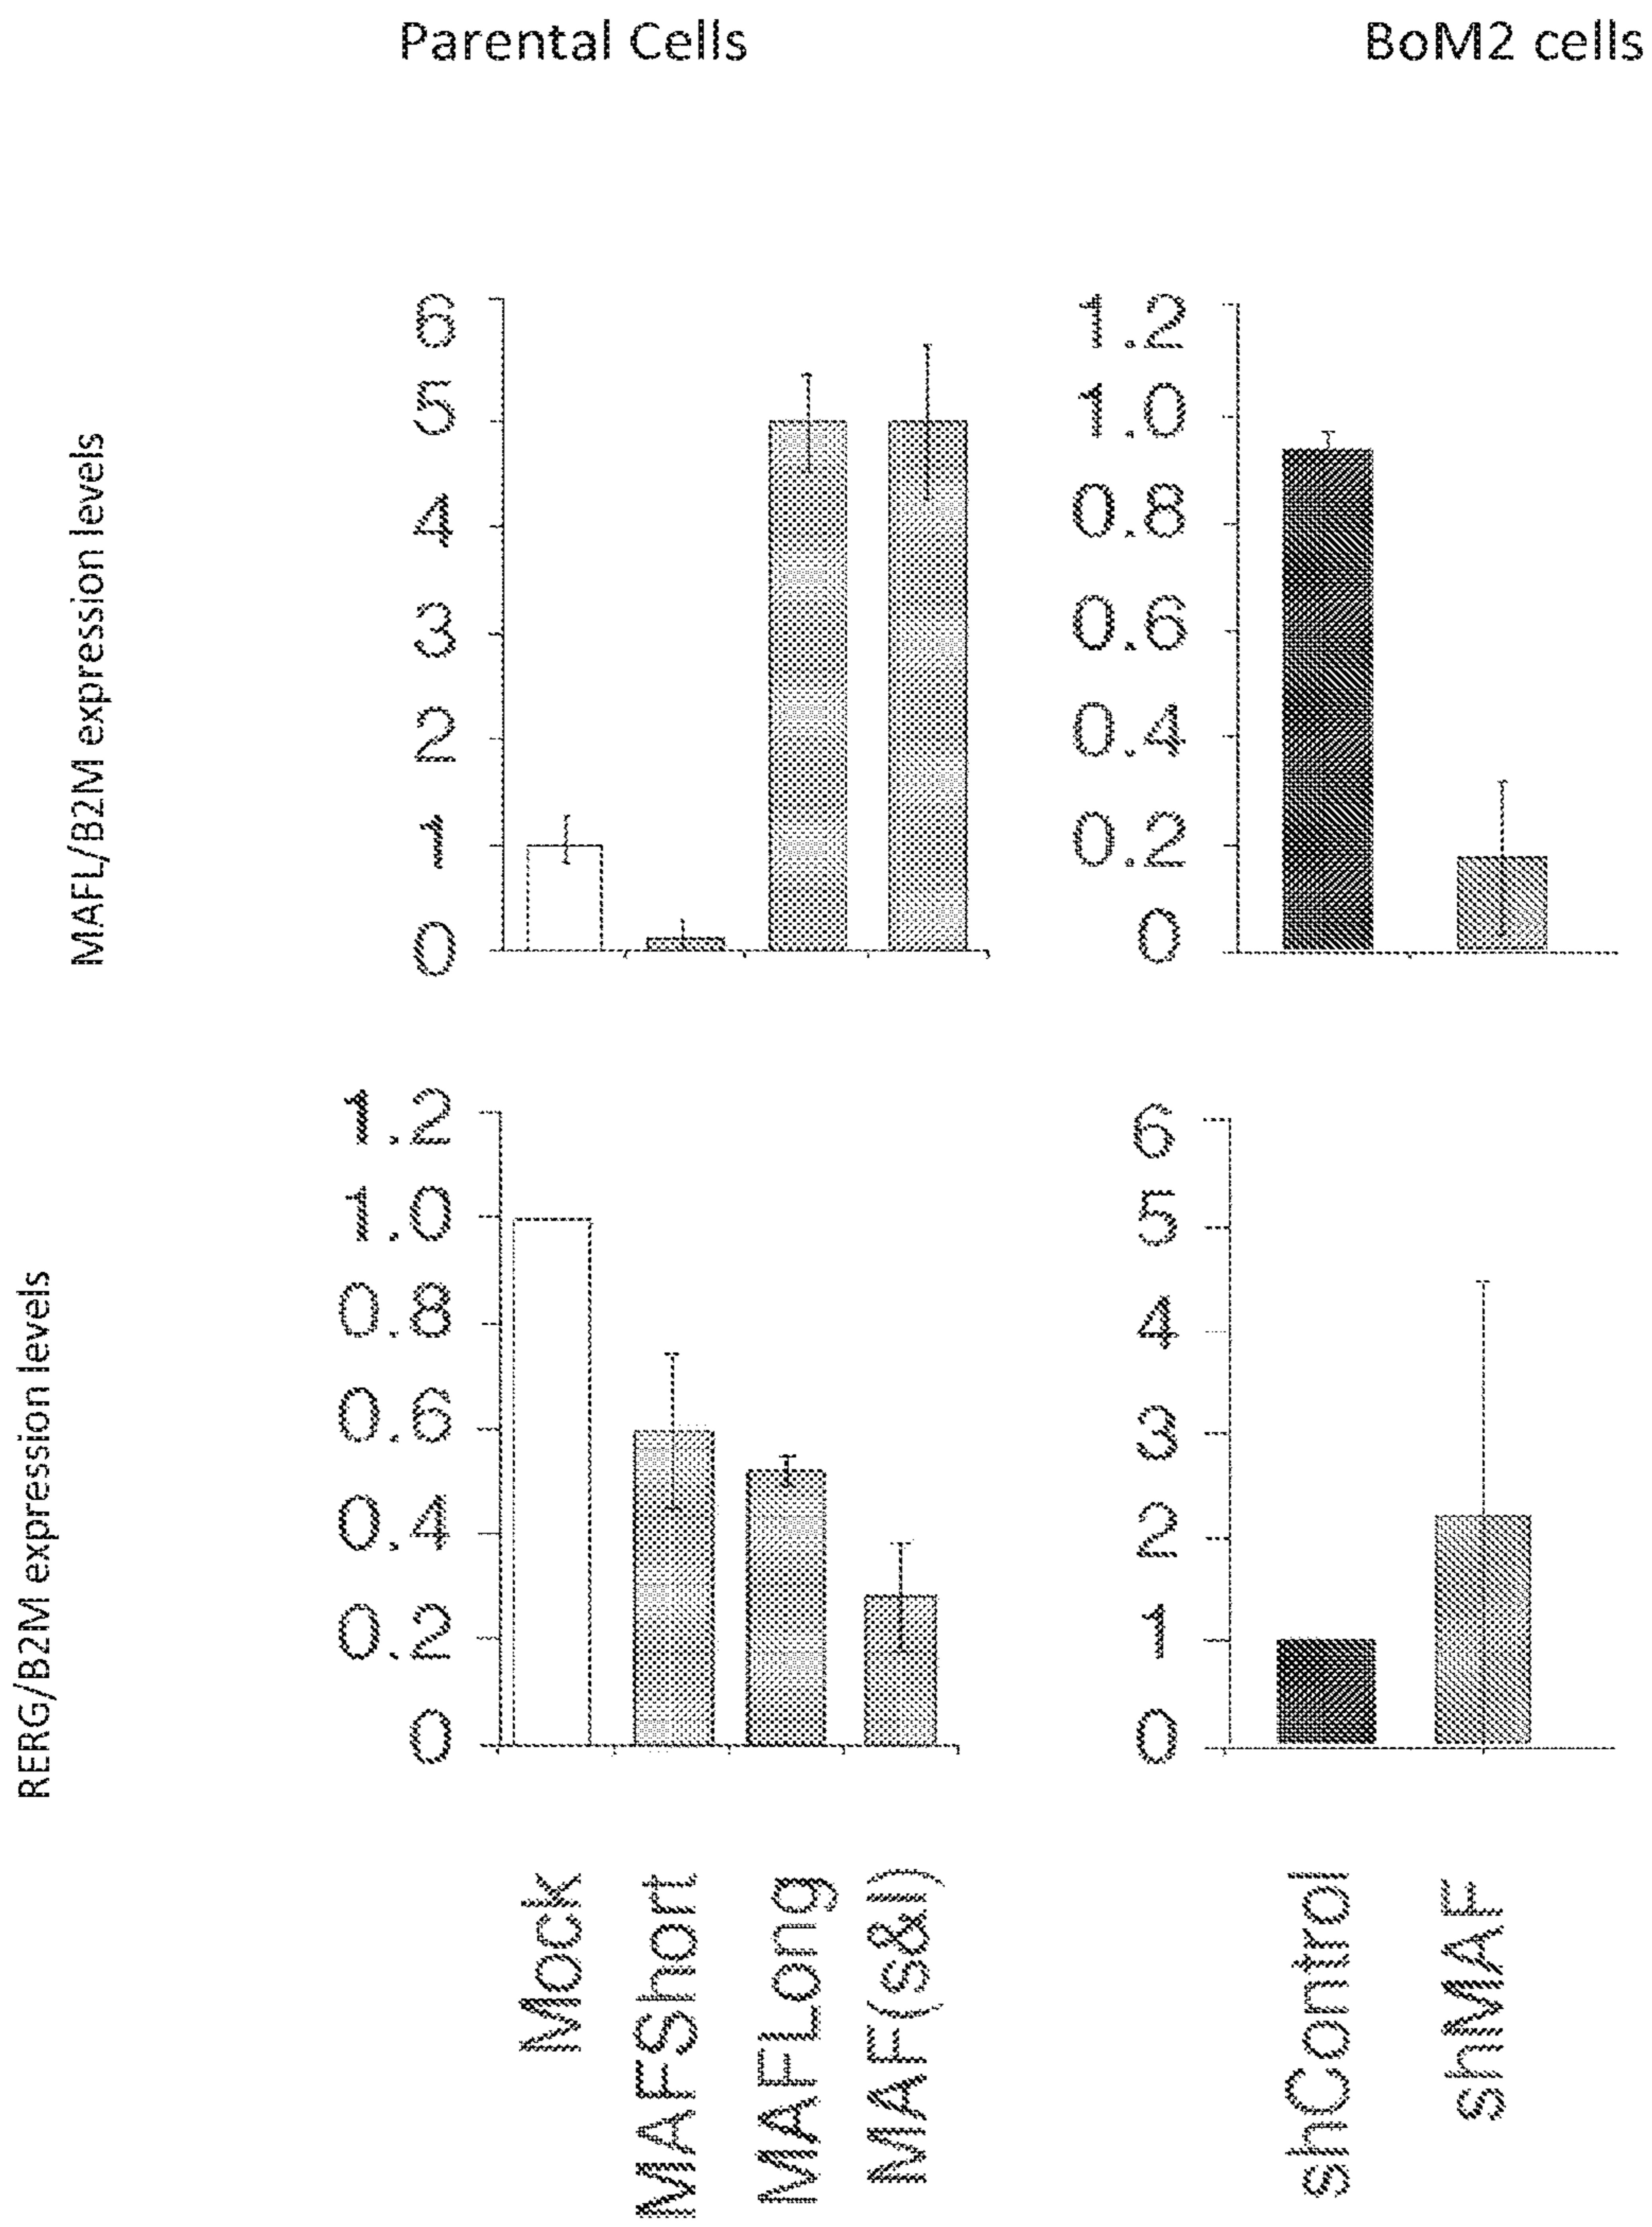 Parental Cells
BoM2 cells
MAFL/B2M expression levels
6
5
4
3
2
1
0
1.2
1.0
0.8
0.6
0.4
0.2
0
RERG/B2M expression levels
1.2
1.0
0.8
0.6
0.4
0.2
0
6
5
4
3
2
1
0
Mock
MAFShort
MAFLong
MAF(s&l)
shControl
shMAF